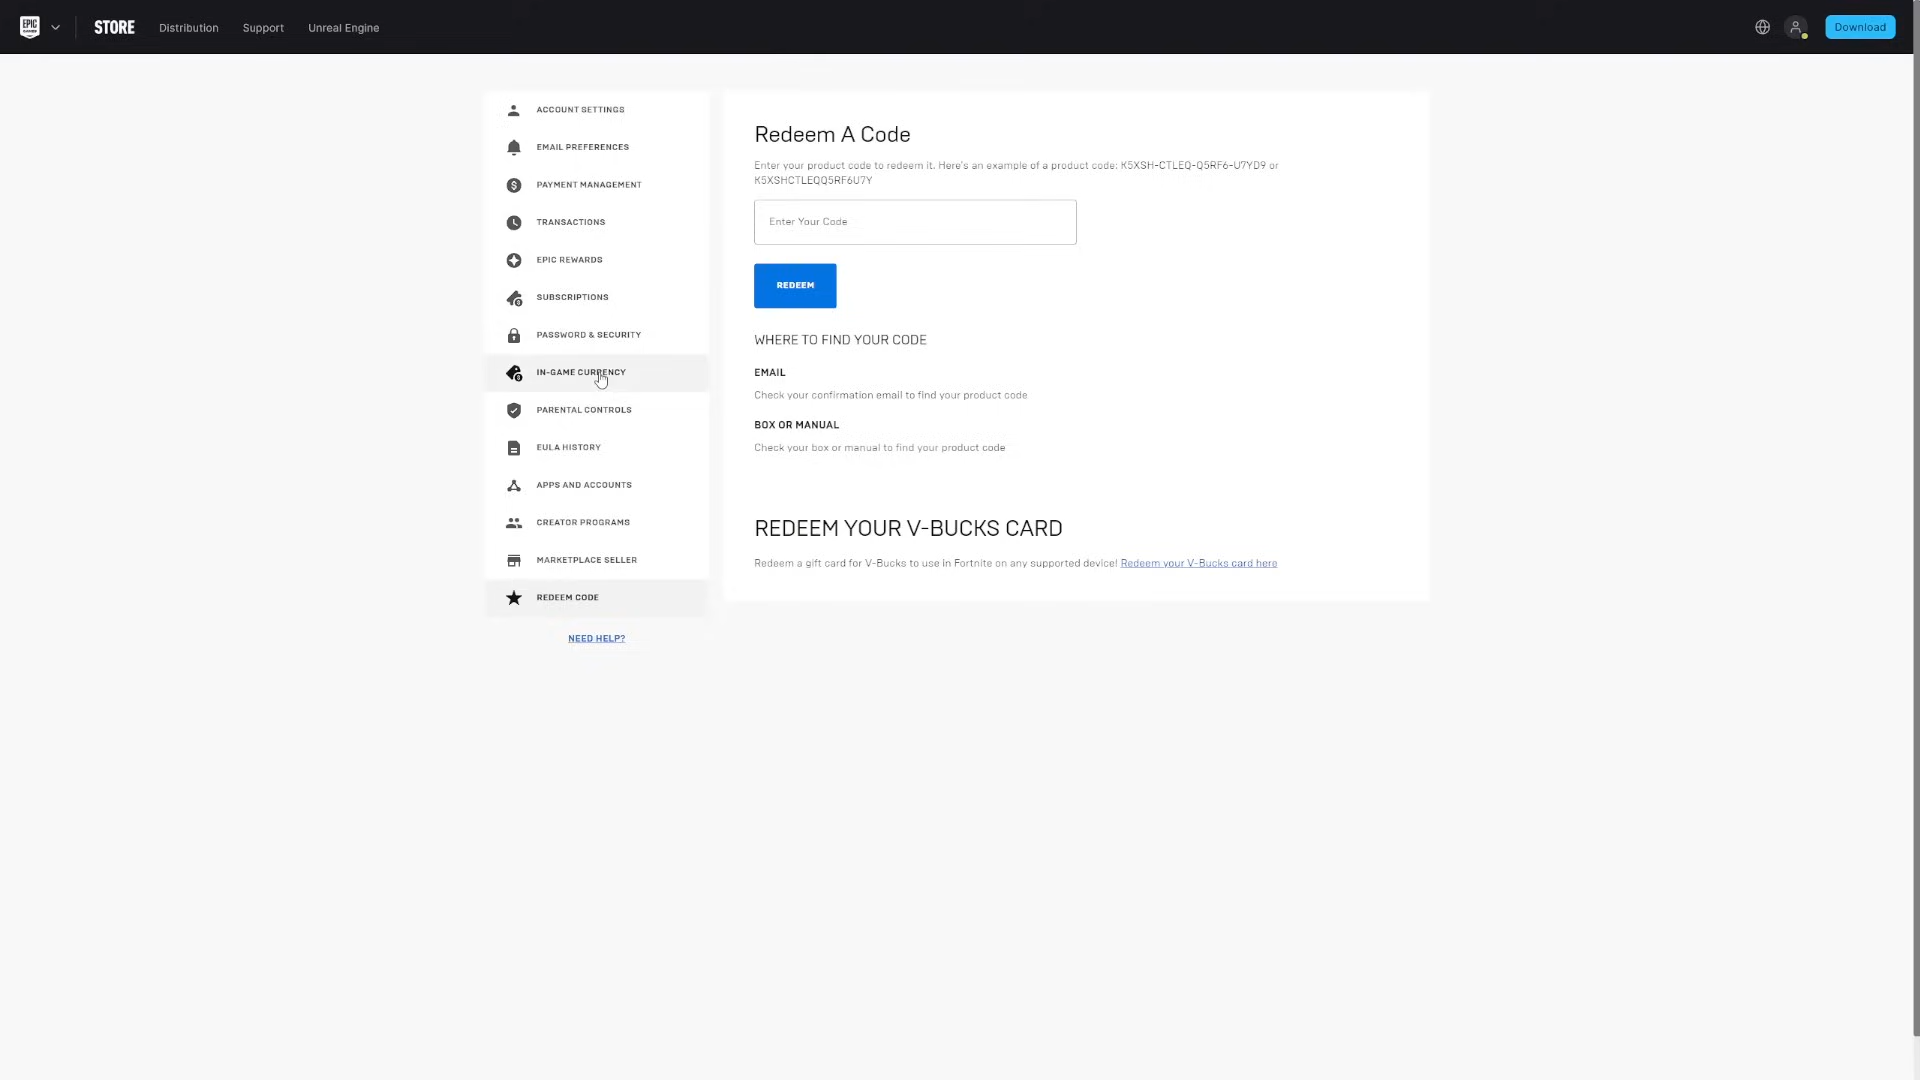 EPIC GAMES
STORE
Distribution
Support
Unreal Engine
Download
ACCOUNT SETTINGS
EMAIL PREFERENCES
PAYMENT MANAGEMENT
TRANSACTIONS
EPIC REWARDS
SUBSCRIPTIONS
PASSWORD & SECURITY
IN-GAME CURRENCY
PARENTAL CONTROLS
EULA HISTORY
APPS AND ACCOUNTS
CREATOR PROGRAMS
MARKETPLACE SELLER
REDEEM CODE
NEED HELP?
Redeem A Code
Enter your product code to redeem it. Here's an example of a product code: K5XSH-CTLEQ-Q5RF6-U7YD9 or
K5XSHCTLEQQ5RF6U7Y
Enter Your Code
REDEEM
WHERE TO FIND YOUR CODE
EMAIL
Check your confirmation email to find your product code
BOX OR MANUAL
Check your box or manual to find your product code
REDEEM YOUR V-BUCKS CARD
Redeem a gift card for V-Bucks to use in Fortnite on any supported device! Redeem your V-Bucks card here